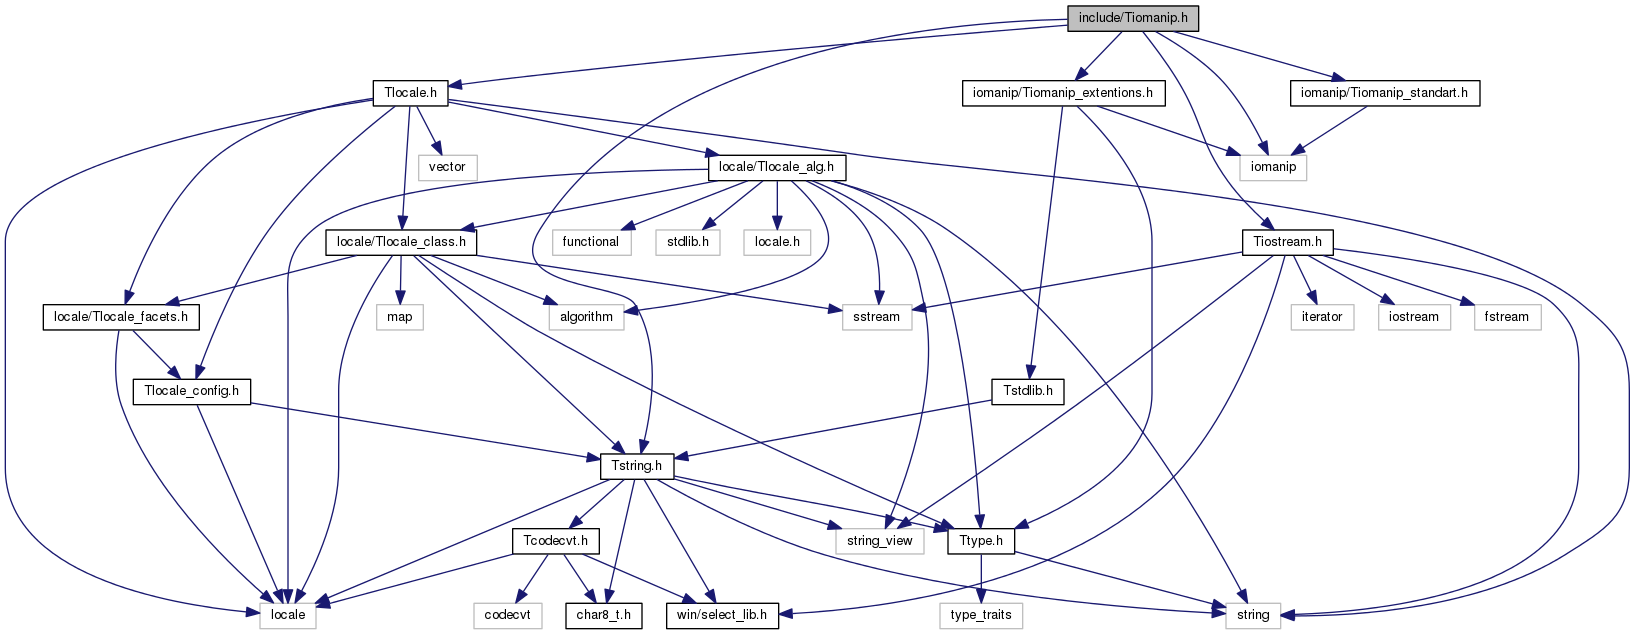 include/Tiomanip.h
Tlocale.h
iomanip/Tiomanip_extentions.h
iomanip/Tiomanip_standart.h
vector
locale/Tlocale_alg.h
iomanip
locale/Tlocale_class.h
functional
stdlib.h
locale.h
Tiostream.h
locale/Tlocale_facets.h
map
algorithm
sstream
iterator
iostream
fstream
Tlocale_config.h
Tstdlib.h
Tstring.h
Tcodecvt.h
string_view
Ttype.h
locale
codecvt
char8_t.h
win/select_lib.h
type_traits
string